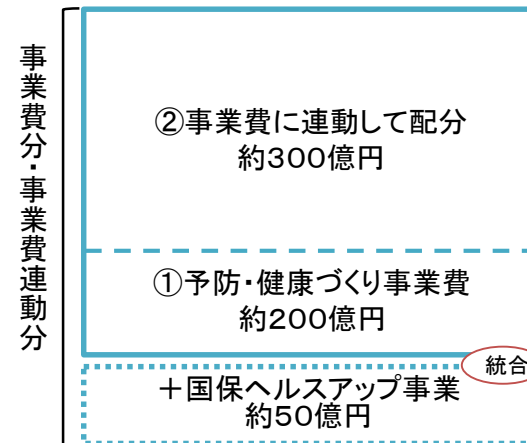 事業費分・事業費連動分
②事業費に連動して配分
約300億円
①予防・健康づくり事業費
約200億円
統合
＋国保ヘルスアップ事業
約50億円